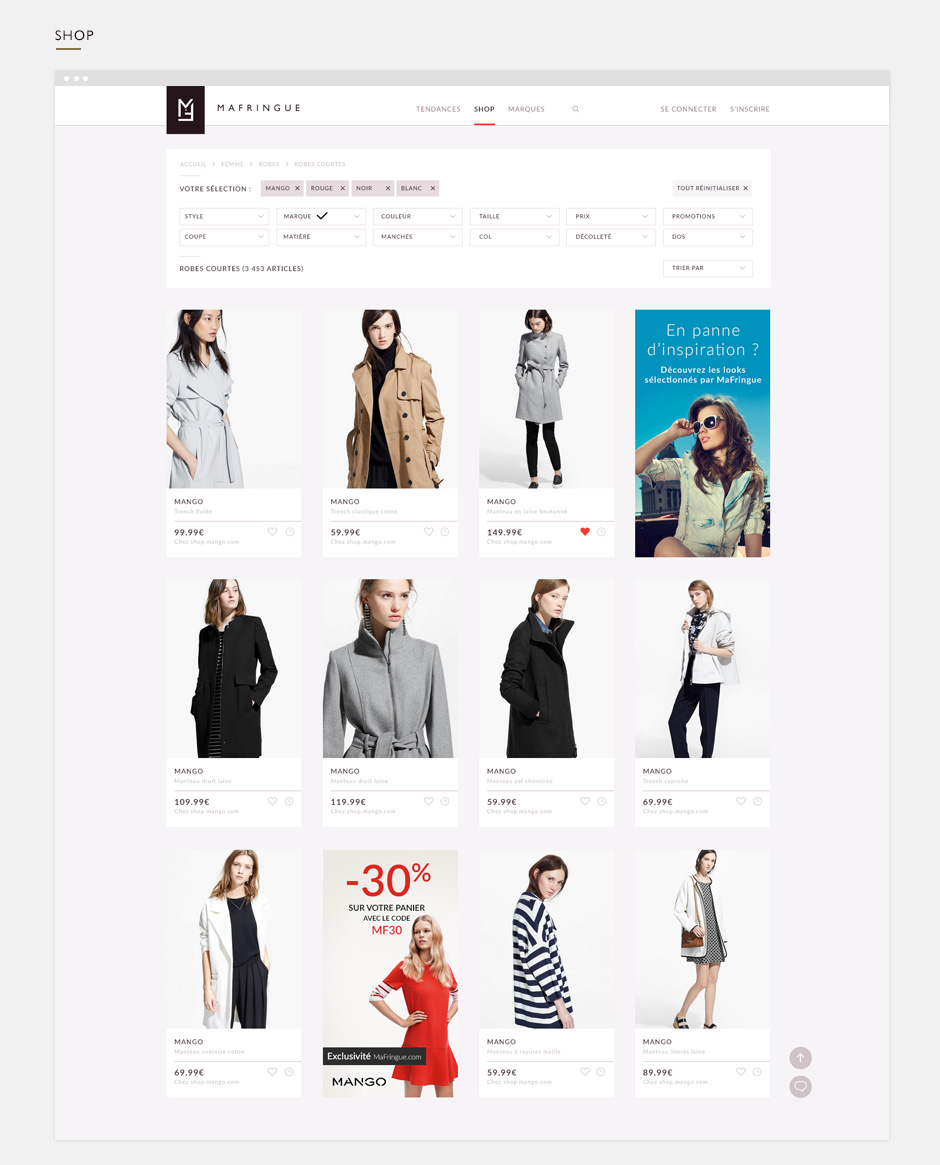 SHOP
MAFRINGUE
TENDANCES SHOP MARQUES SE CONNECTER S'INSCRIRE
ACCUEIL > FEMME > ROBES > ROBES COURTES
VOTRE SÉLECTION : MANGO × ROUGE × NOIR × BLANC × TOUT RÉINITIALISER ×
STYLE MARQUE COULEUR TAILLE PRIX PROMOTIONS
COUPE MATIÈRE MANCHES COL DÉCOLLETÉ DOS
ROBES COURTES (3 453 ARTICLES) TRIER PAR
MANGO
Trench fluide
99.99€
Chez shop.mango.com
MANGO
Trench classique coton
59.99€
Chez shop.mango.com
MANGO
Manteau en laine boutonné
149.99€
Chez shop.mango.com
En panne
d'inspiration ?
Découvrez les looks
sélectionnés par MaFringue
MANGO
Manteau droit laine
109.99€
Chez shop.mango.com
MANGO
Manteau droit laine
119.99€
Chez shop.mango.com
MANGO
Manteau col cheminée
59.99€
Chez shop.mango.com
MANGO
Trench capuche
69.99€
Chez shop.mango.com
MANGO
Manteau oversize coton
69.99€
Chez shop.mango.com
-30%
SUR VOTRE PANIER
AVEC LE CODE
MF30
Exclusivité MaFringue.com
MANGO
MANGO
Manteau à rayures maille
59.99€
Chez shop.mango.com
MANGO
Manteau liserés laine
89.99€
Chez shop.mango.com